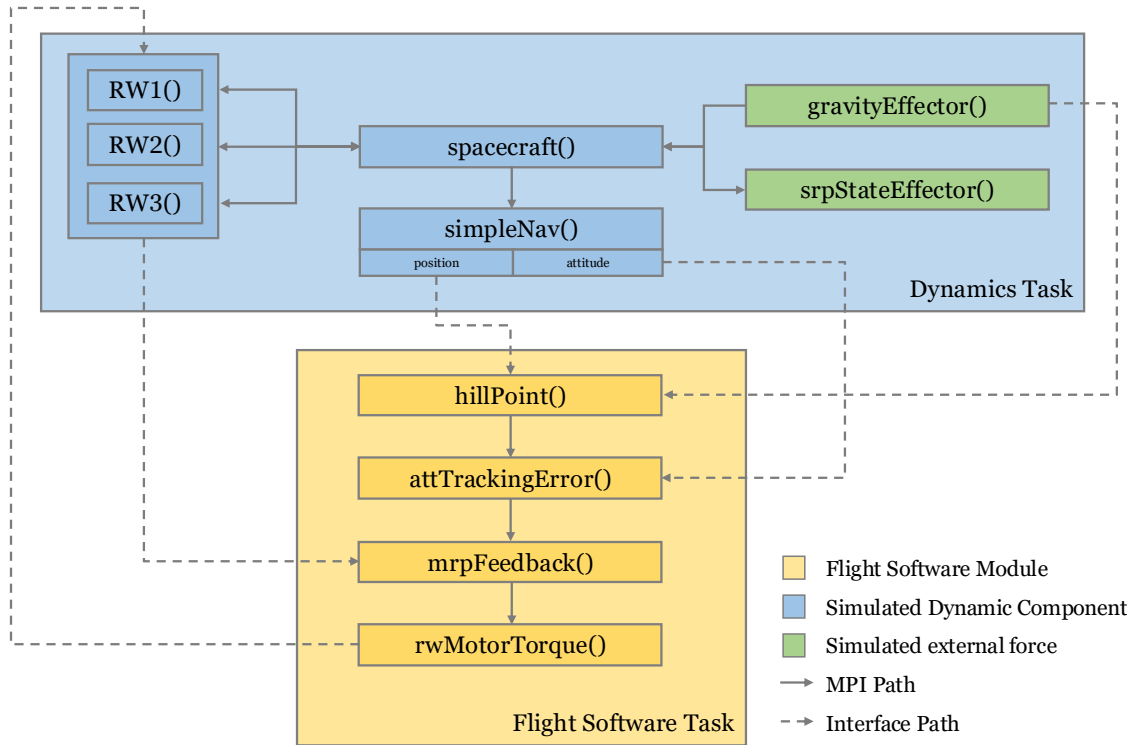 RW1()
RW2()
RW3()
spacecraft()
simpleNav()
position
attitude
gravityEffector()
srpStateEffector()
Dynamics Task
hillPoint()
attTrackingError()
mrpFeedback()
rwMotorTorque()
Flight Software Task
Flight Software Module
Simulated Dynamic Component
Simulated external force
MPI Path
Interface Path